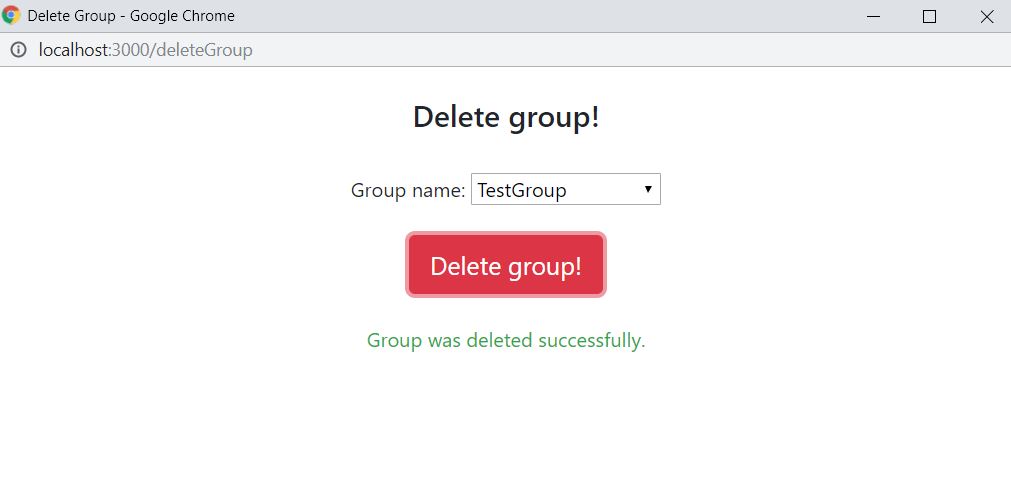 Delete Group - Google Chrome
localhost:3000/deleteGroup
Delete group!
Group name: TestGroup
Delete group!
Group was deleted successfully.